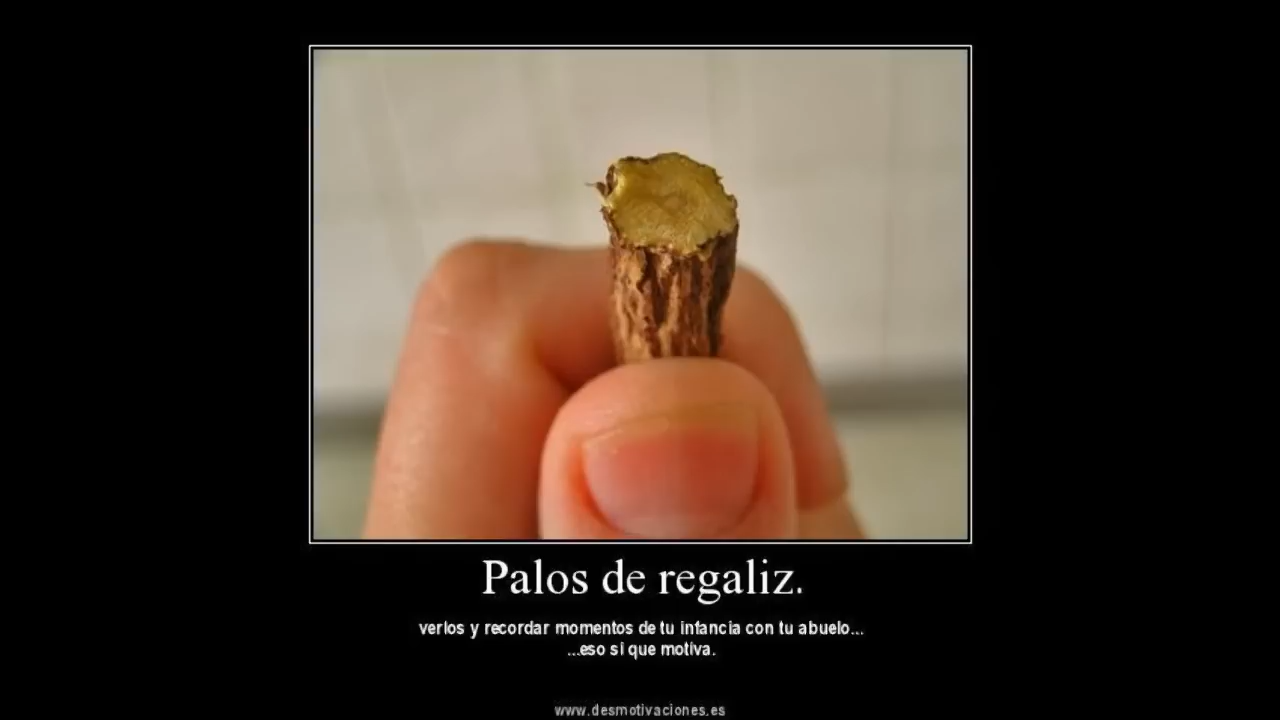 Palos de regaliz.
verlos y recordar momentos de tu infancia con tu abuelo...
...eso si que motiva.
www.desmotivaciones.es